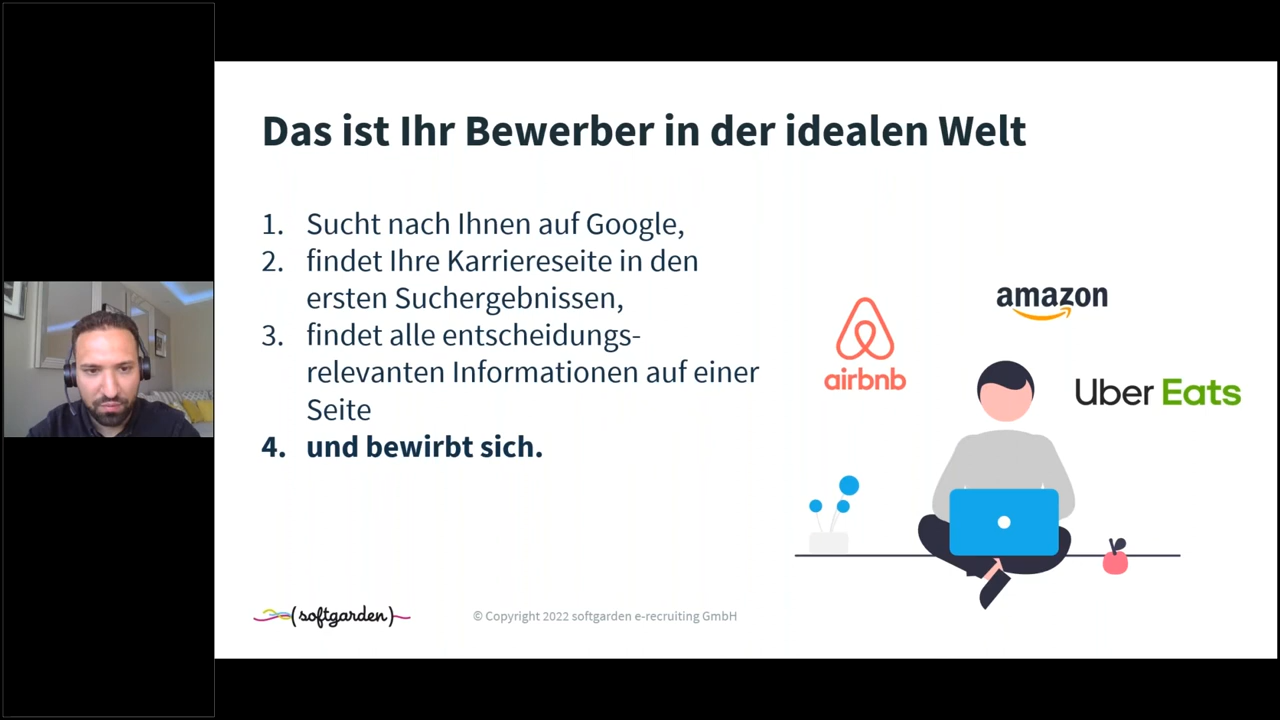 Das ist Ihr Bewerber in der idealen Welt
1. Sucht nach Ihnen auf Google,
2. findet Ihre Karriereseite in den
ersten Suchergebnissen,
3. findet alle entscheidungs-
relevanten Informationen auf einer
Seite
4. und bewirbt sich.
amazon
airbnb
Uber Eats
(softgarden)
© Copyright 2022 softgarden e-recruiting GmbH